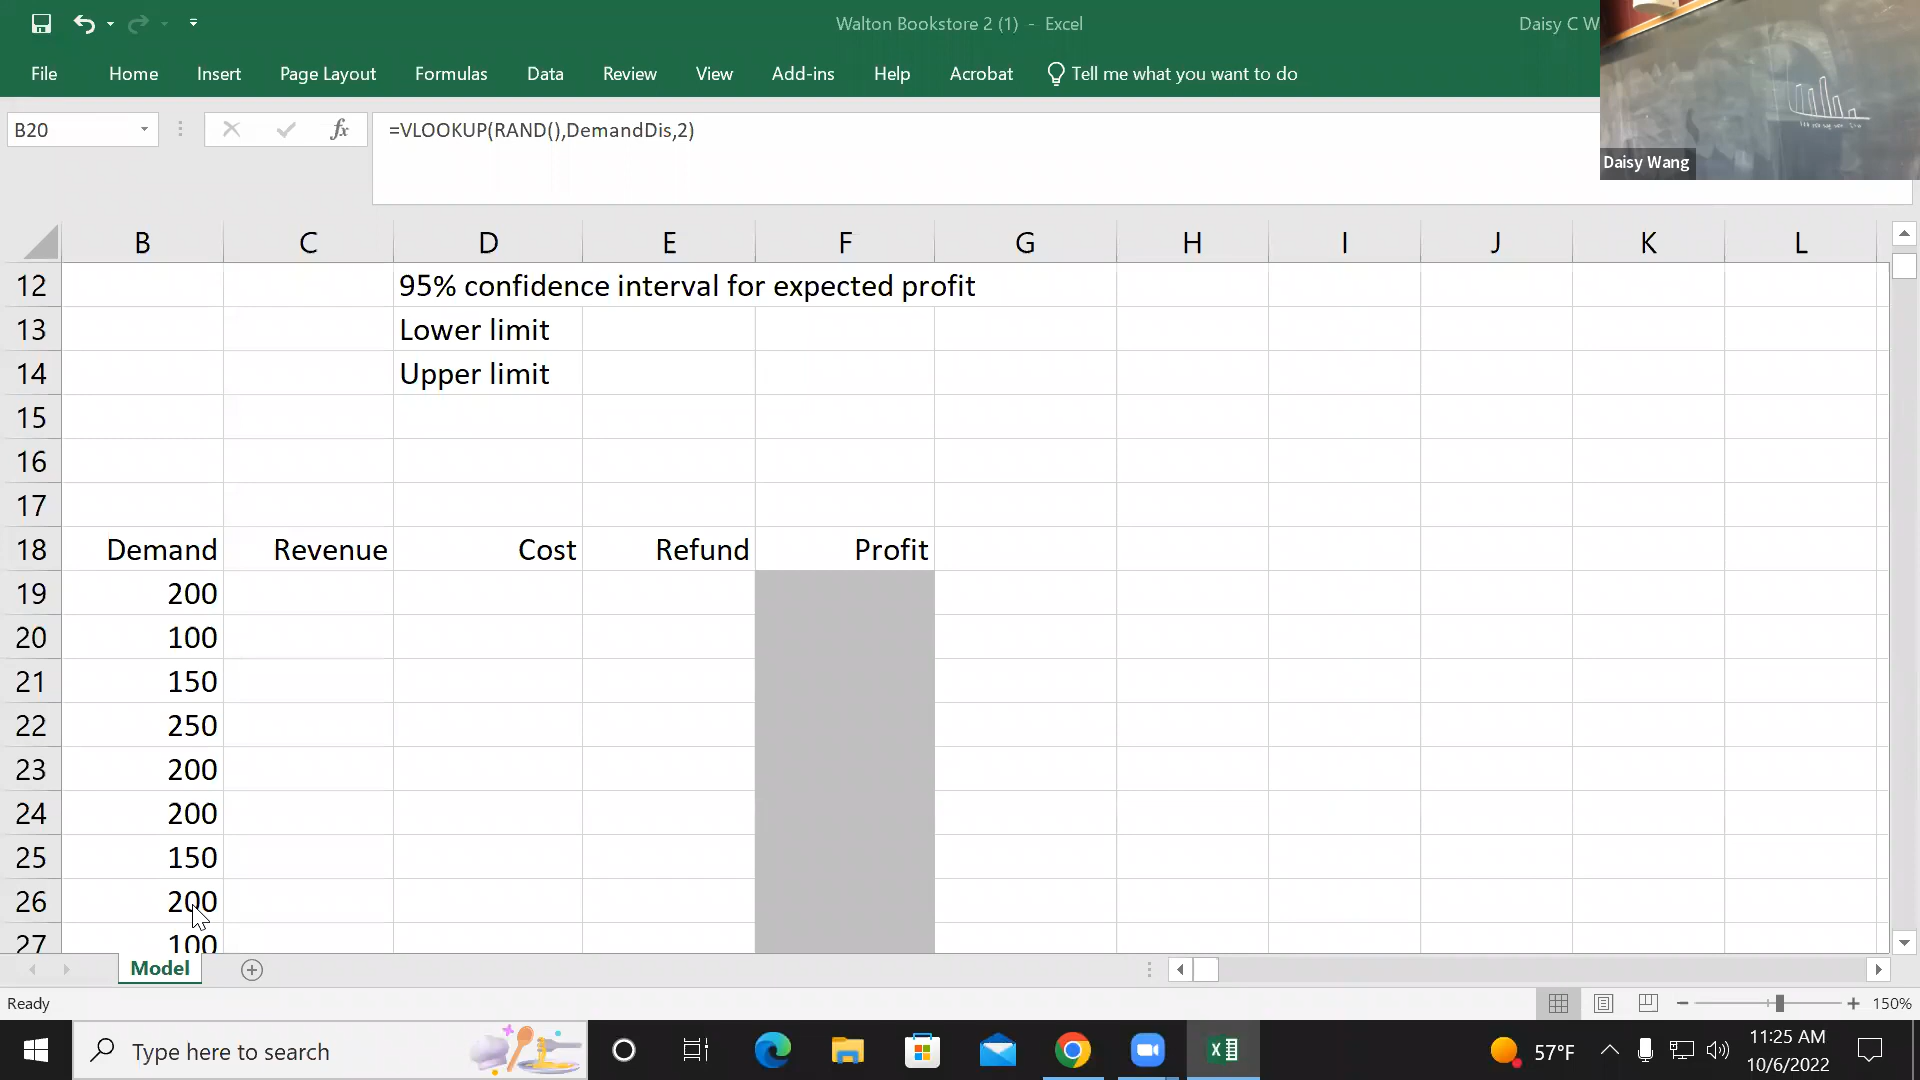 Walton Bookstore 2 (1) - Excel
Daisy C W
File Home Insert Page Layout Formulas Data Review View Add-ins Help Acrobat Tell me what you want to do
B20 fx =VLOOKUP(RAND(),DemandDis,2)
Daisy Wang
B C D E F G H I J K L
12 95% confidence interval for expected profit
13 Lower limit
14 Upper limit
15
16
17
18 Demand Revenue Cost Refund Profit
19 200
20 100
21 150
22 250
23 200
24 200
25 150
26 200
27 100
Model
Ready
150%
Type here to search
57°F
11:25 AM
10/6/2022